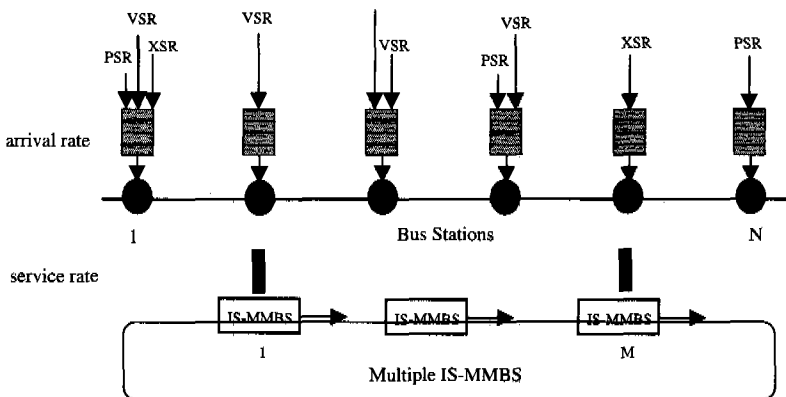 VSR
VSR
VSR
XSR
PSR
VSR
PSR
XSR
PSR
arrival rate
1
Bus Stations
N
service rate
IS-MMBS
IS-MMBS
IS-MMBS
1
M
Multiple IS-MMBS